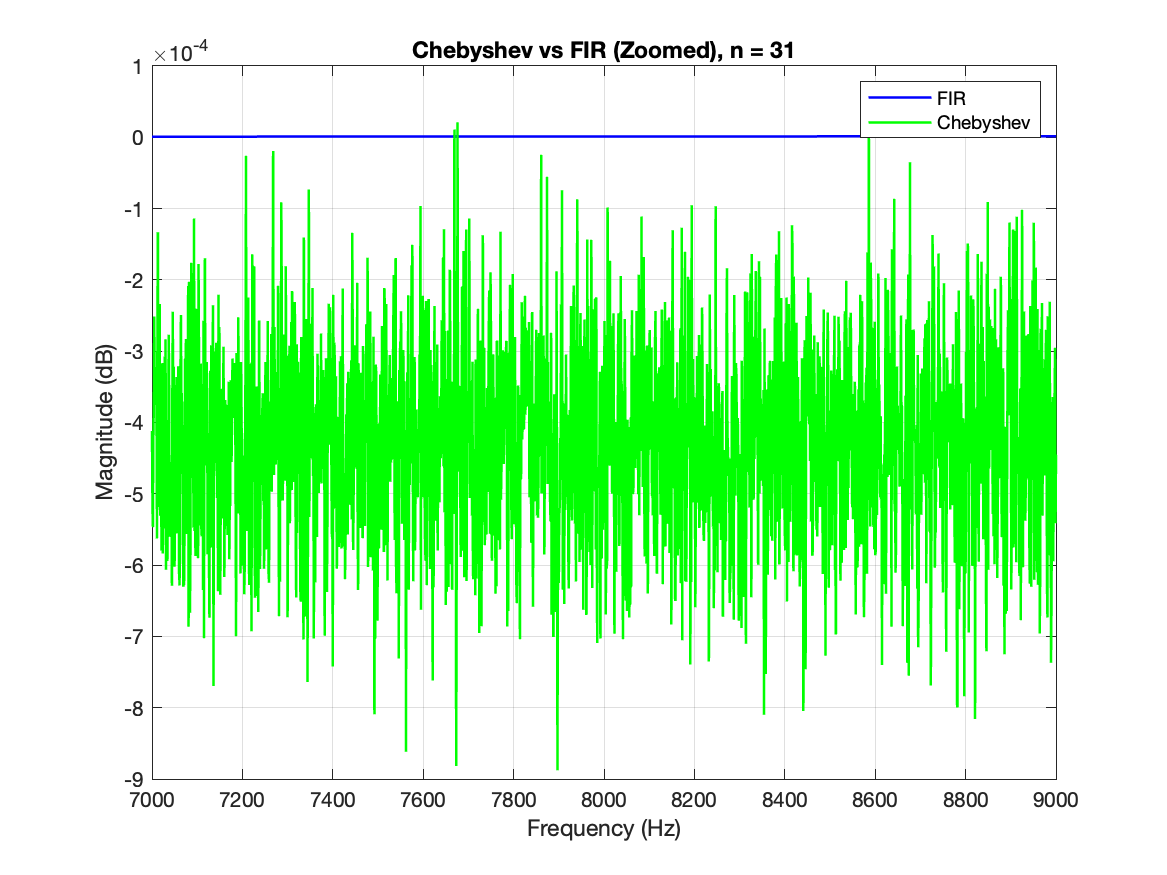 Chebyshev vs FIR (Zoomed), n = 31
×10⁻⁴
FIR
Chebyshev
1
0
-1
-2
-3
-4
-5
-6
-7
-8
-9
Magnitude (dB)
7000 7200 7400 7600 7800 8000 8200 8400 8600 8800 9000
Frequency (Hz)